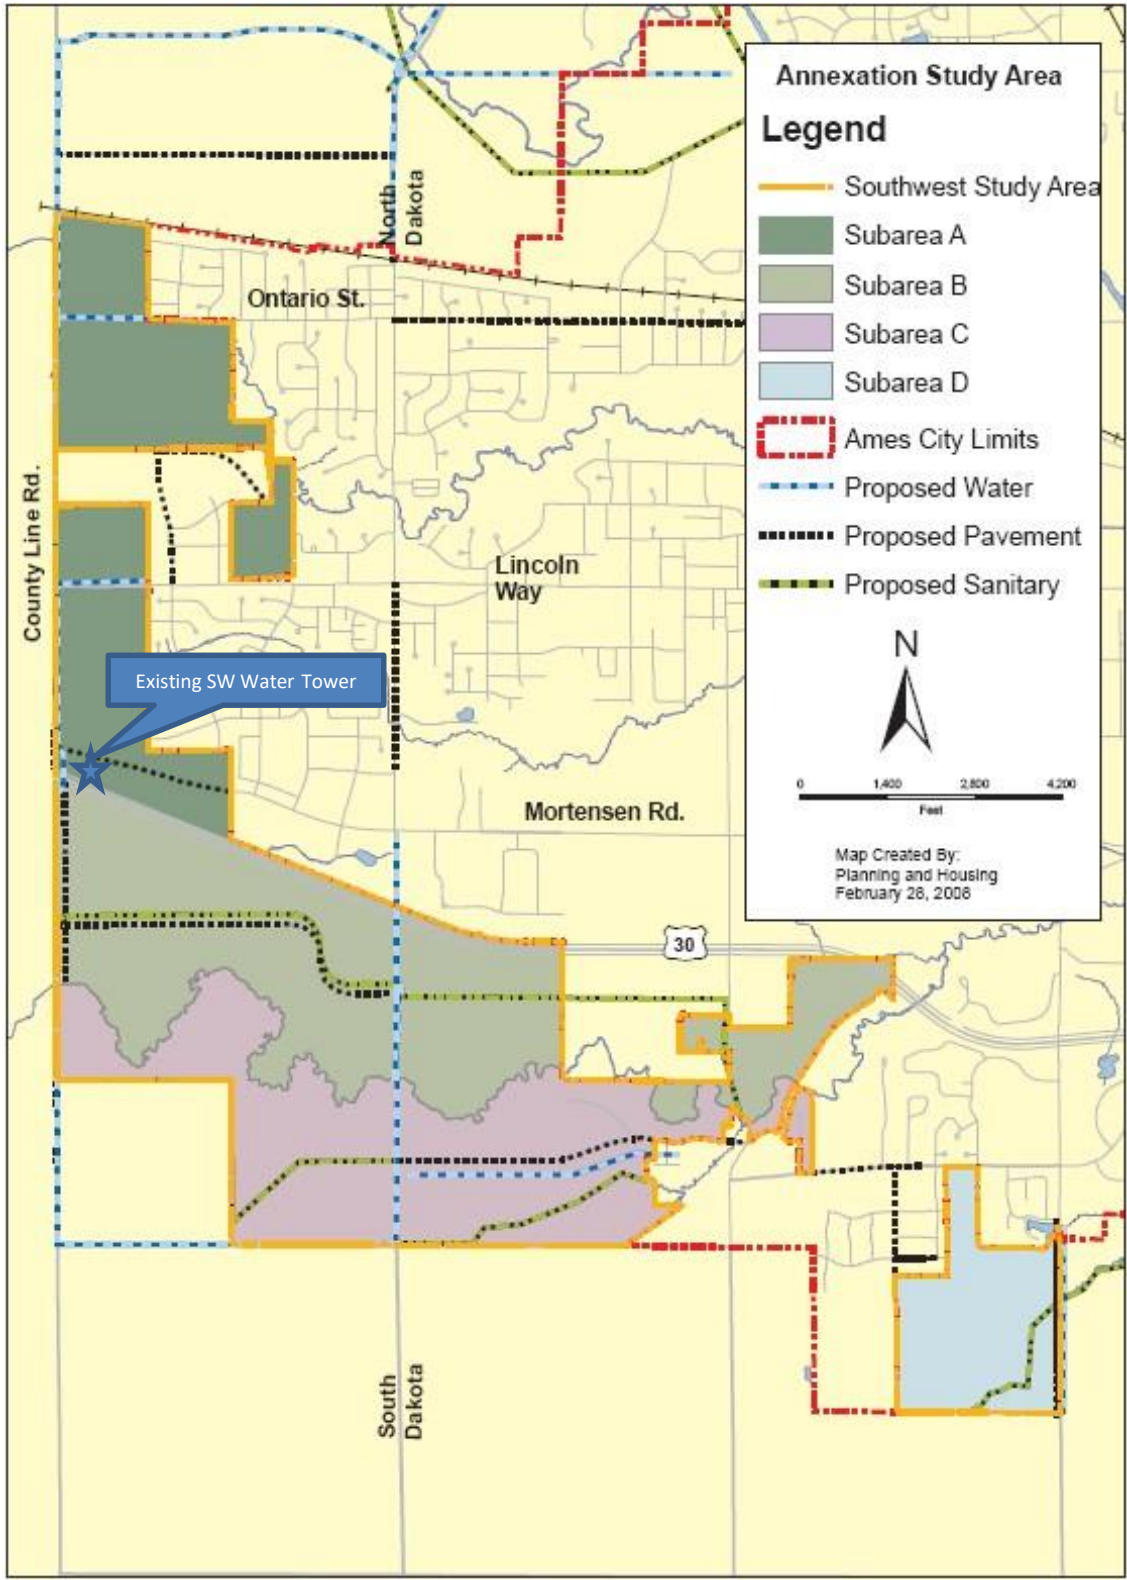 Annexation Study Area
Legend
Southwest Study Area
Subarea A
Subarea B
Subarea C
Subarea D
Ames City Limits
Proposed Water
Proposed Pavement
Proposed Sanitary
N
0 1,400 2,800 4,200
Feet
Map Created By:
Planning and Housing
February 28, 2008
North
Dakota
Ontario St.
County Line Rd.
Lincoln
Way
Existing SW Water Tower
Mortensen Rd.
30
South
Dakota